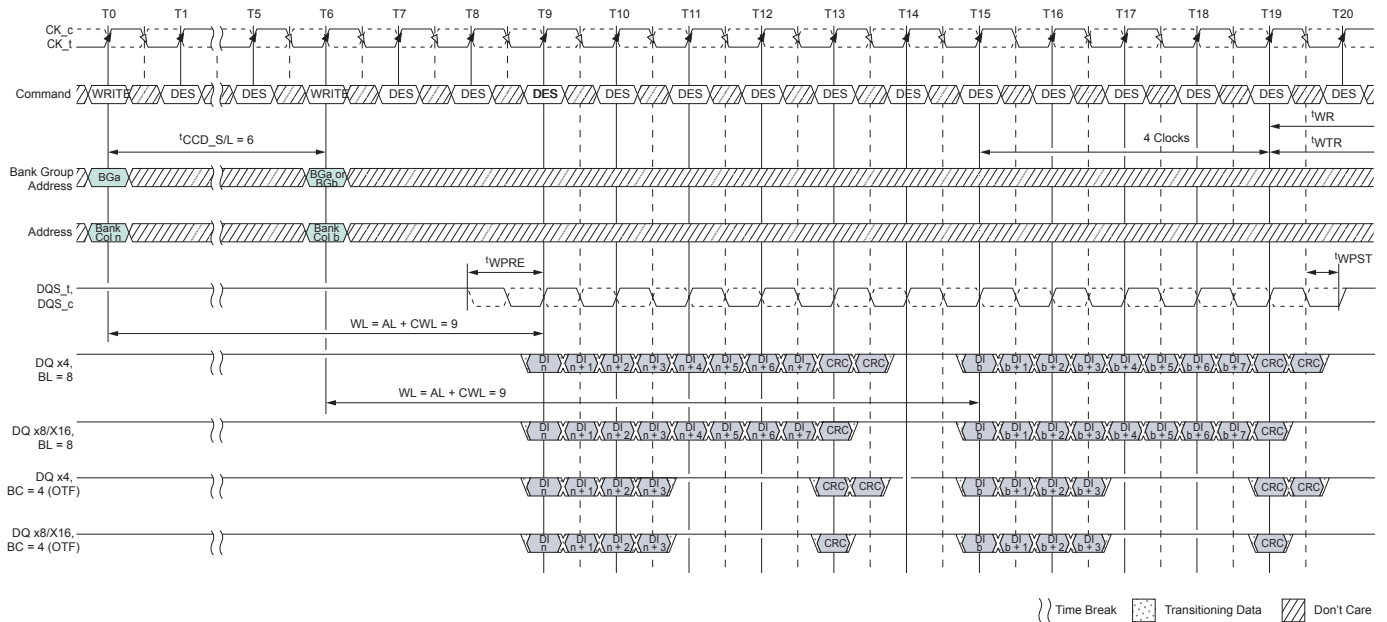 T0 T1 T5 T6 T7 T8 T9 T10 T11 T12 T13 T14 T15 T16 T17 T18 T19 T20
CK_c
CK_t
Command WRITE DES DES WRITE DES DES DES DES DES DES DES DES DES DES DES DES DES DES
tWR
tCCD_S/L = 6
4 Clocks
tWTR
Bank Group
Address
BGa
BGa or
BGb
Address
Bank
Col n
Bank
Col b
tWPRE
tWPST
DQS_t,
DQS_c
WL = AL + CWL = 9
DQ x4,
BL = 8
DI n DI n + 1 DI n + 2 DI n + 3 DI n + 4 DI n + 5 DI n + 6 DI n + 7 CRC CRC DI b DI b + 1 DI b + 2 DI b + 3 DI b + 4 DI b + 5 DI b + 6 DI b + 7 CRC CRC
WL = AL + CWL = 9
DQ x8/X16,
BL = 8
DI n DI n + 1 DI n + 2 DI n + 3 DI n + 4 DI n + 5 DI n + 6 DI n + 7 CRC DI b DI b + 1 DI b + 2 DI b + 3 DI b + 4 DI b + 5 DI b + 6 DI b + 7 CRC
DQ x4,
BC = 4 (OTF)
DI n DI n + 1 DI n + 2 DI n + 3 CRC CRC DI b DI b + 1 DI b + 2 DI b + 3 CRC CRC
DQ x8/X16,
BC = 4 (OTF)
DI n DI n + 1 DI n + 2 DI n + 3 CRC DI b DI b + 1 DI b + 2 DI b + 3 CRC
Time Break Transitioning Data Don't Care